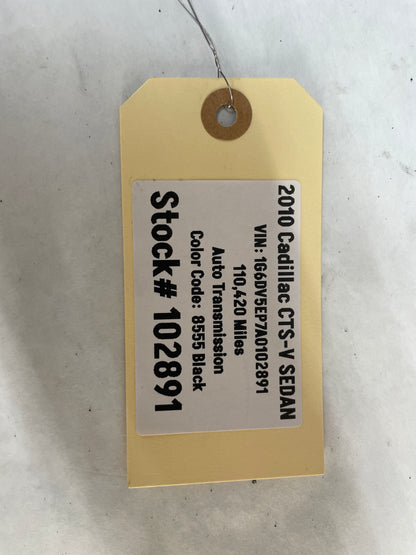 2010 Cadillac CTS-V SEDAN
VIN: 1G6DV5EP7A0102891
110,420 Miles
Auto Transmission
Color Code: 8555 Black
Stock# 102891